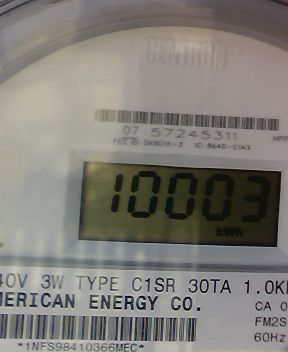 CENTRON
07 57245311
10003
kWh
40V 3W TYPE C1SR 30TA 1.0K
MERICAN ENERGY CO.
CA 0
FM2S
60Hz
*1NFS98410366MEC*